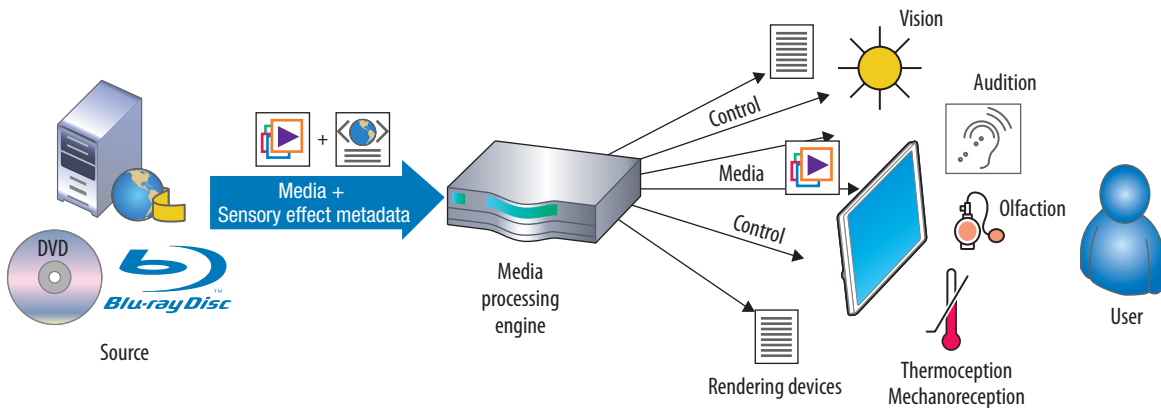 DVD
Blu-ray Disc
TM
Source
+
Media +
Sensory effect metadata
Media
processing
engine
Control
Media
Control
Rendering devices
Vision
Audition
Olfaction
Thermoception
Mechanoreception
User